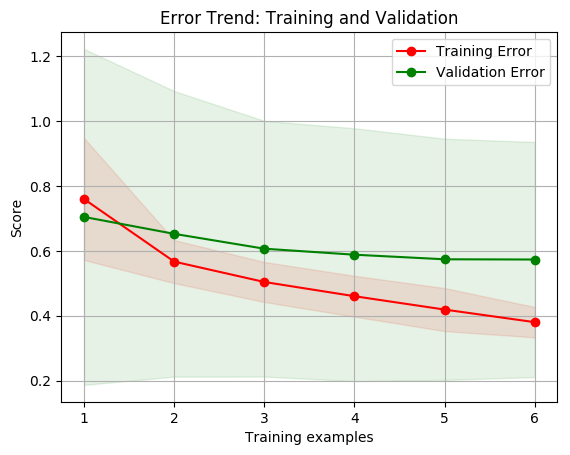 Error Trend: Training and Validation
Training Error
Validation Error
Score
1.2
1.0
0.8
0.6
0.4
0.2
1 2 3 4 5 6
Training examples